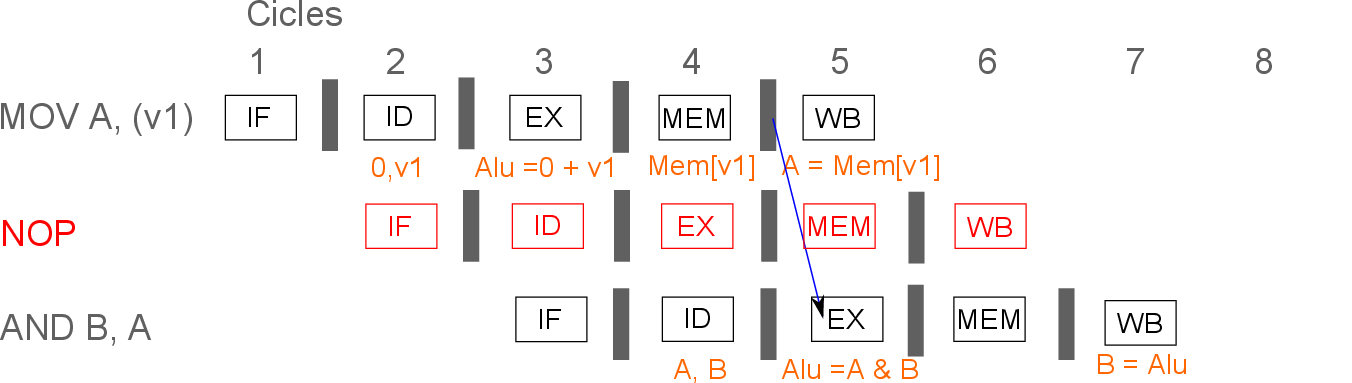 Cicles
1 2 3 4 5 6 7 8
MOV A, (v1) IF ID EX MEM WB
0,v1 Alu =0 + v1 Mem[v1] A = Mem[v1]
NOP IF ID EX MEM WB
AND B, A IF ID EX MEM WB
A, B Alu =A & B B = Alu